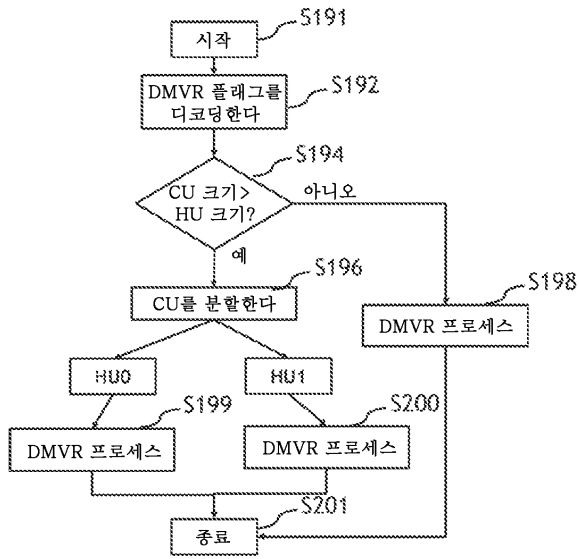 S191
시작
S192
DMVR 플래그를
디코딩한다
S194
CU 크기>
HU 크기?
아니오
예
S196
CU를 분할한다
S198
DMVR 프로세스
HU0
HU1
S199
DMVR 프로세스
S200
DMVR 프로세스
S201
종료